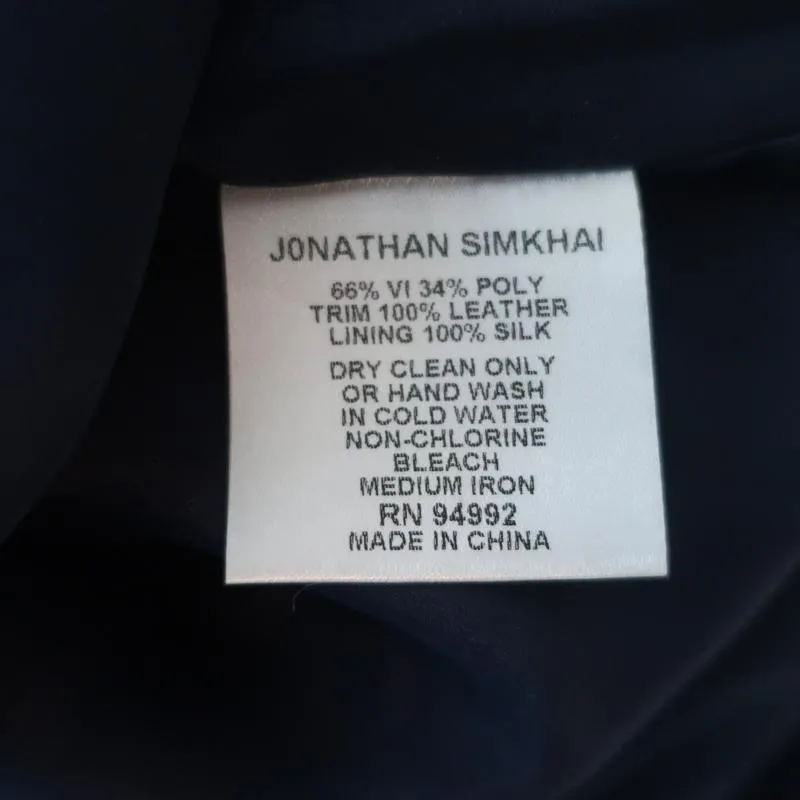 JONATHAN SIMKHAI
66% VI 34% POLY
TRIM 100% LEATHER
LINING 100% SILK
DRY CLEAN ONLY
OR HAND WASH
IN COLD WATER
NON-CHLORINE
BLEACH
MEDIUM IRON
RN 94992
MADE IN CHINA